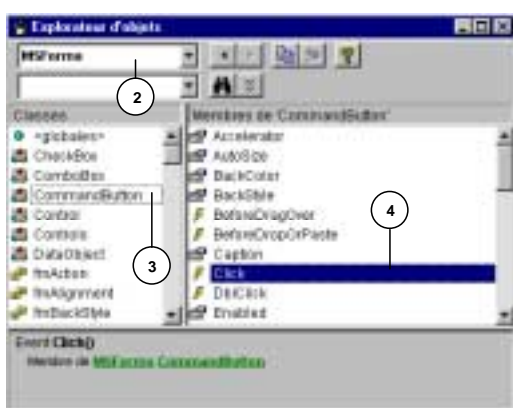 Explorateur d'objets
MSForms
2
Classes
Membres de 'CommandButton'
<globales>
CheckBox
ComboBox
CommandButton
Control
Controls
DataObject
fmAction
fmAlignment
fmBackStyle
3
Accelerator
AutoSize
BackColor
BackStyle
BeforeDragOver
BeforeDropOrPaste
Caption
Click
DblClick
Enabled
4
Event Click()
Membre de MSForms.CommandButton